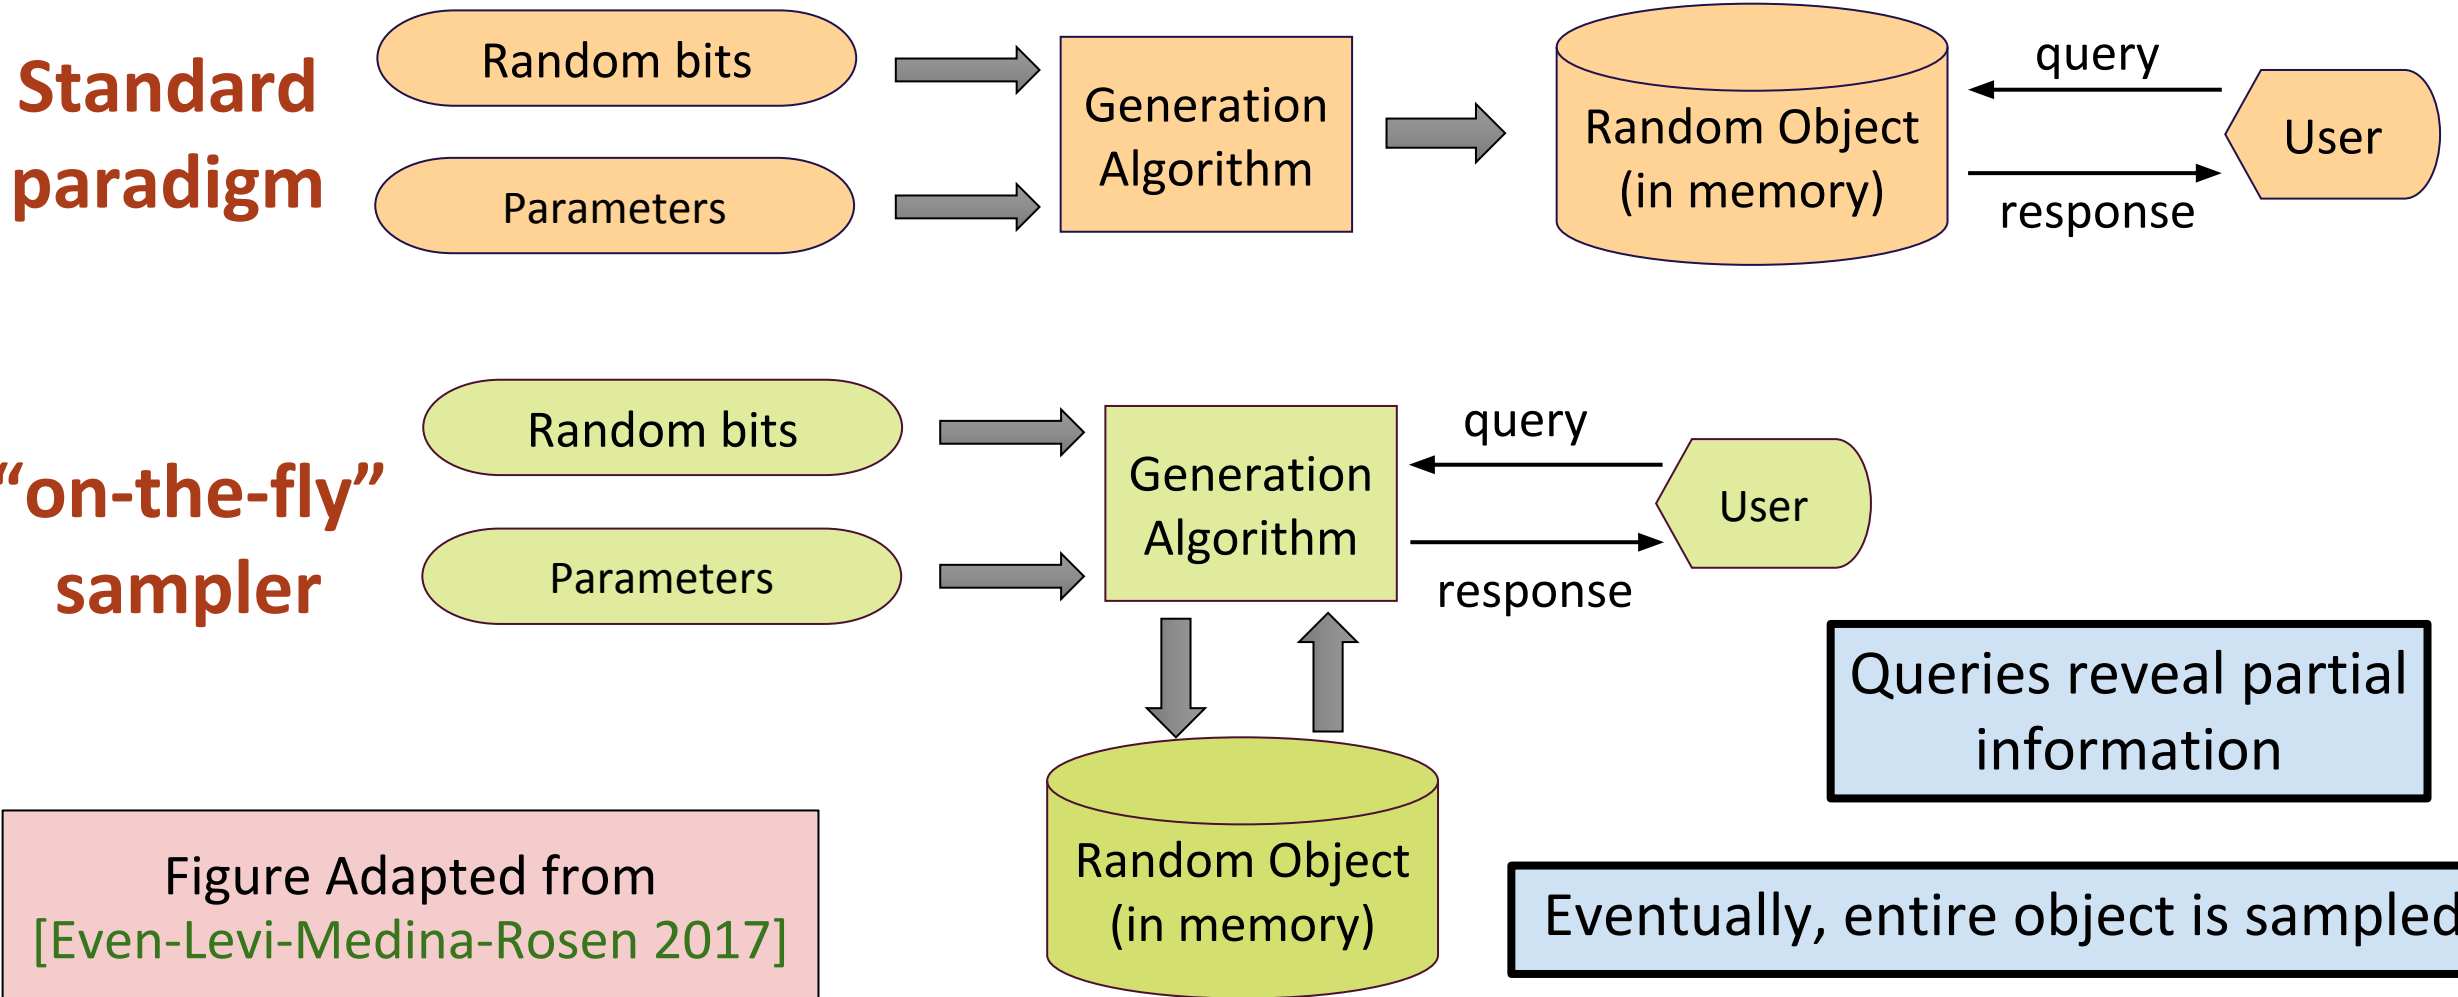 Standard
paradigm
Random bits
Parameters
Generation
Algorithm
Random Object
(in memory)
query
response
User
“on-the-fly”
sampler
Random bits
Parameters
Generation
Algorithm
query
response
User
Random Object
(in memory)
Queries reveal partial
information
Eventually, entire object is sampled
Figure Adapted from
[Even-Levi-Medina-Rosen 2017]